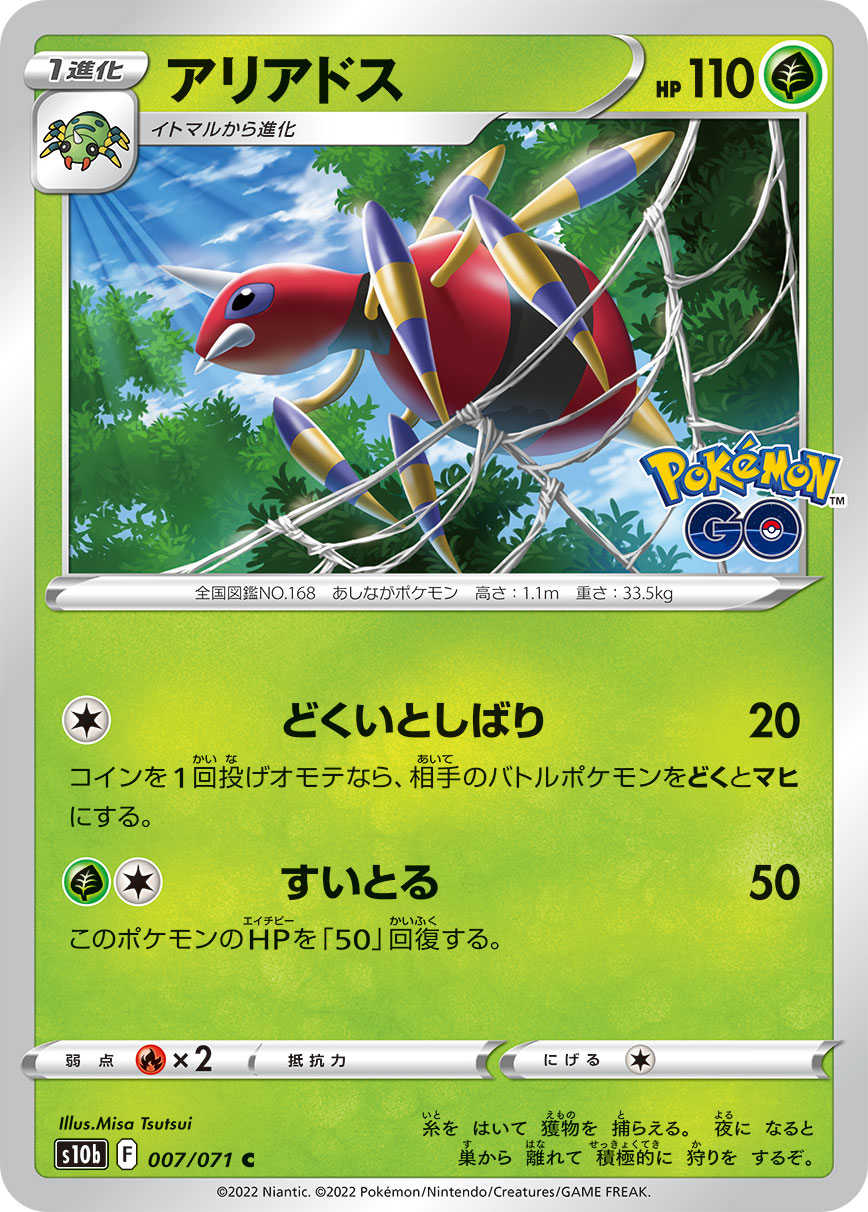 1進化
アリアドス
HP 110
イトマルから進化
POKéMON
GO
TM
全国図鑑NO.168 あしながポケモン 高さ：1.1m 重さ：33.5kg
どくいとしばり 20
コインを1回投げオモテなら、相手のバトルポケモンをどくとマヒ
にする。
すいとる 50
このポケモンのHPを「50」回復する。
弱点 ×2 抵抗力 にげる
Illus.Misa Tsutsui
s10b F 007/071 C
糸を はいて 獲物を 捕らえる。 夜に なると
巣から 離れて 積極的に 狩りを するぞ。
©2022 Niantic. ©2022 Pokémon/Nintendo/Creatures/GAME FREAK.